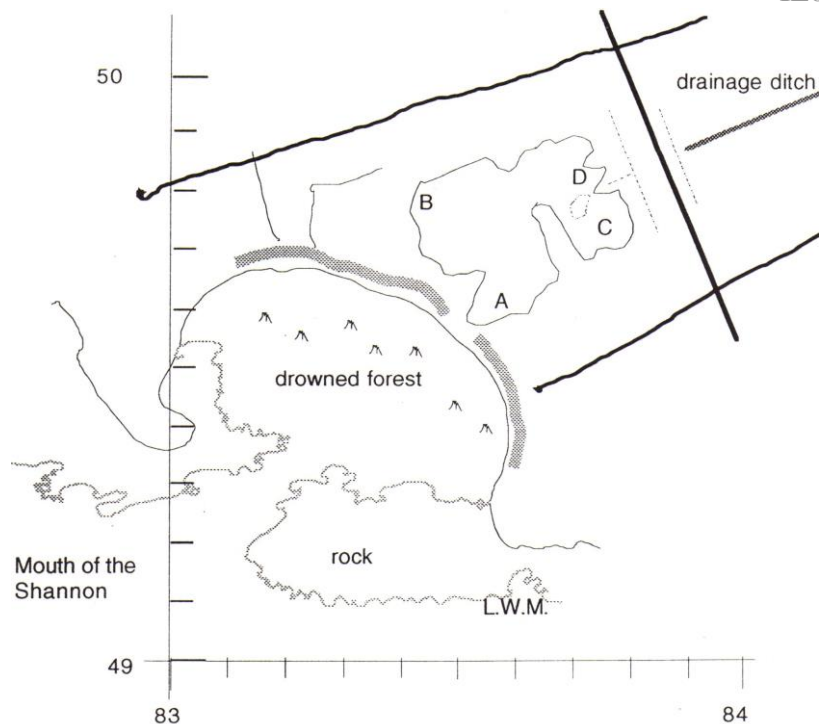 50
drainage ditch
D
B
C
A
drowned forest
rock
Mouth of the
Shannon
L.W.M.
49
83
84